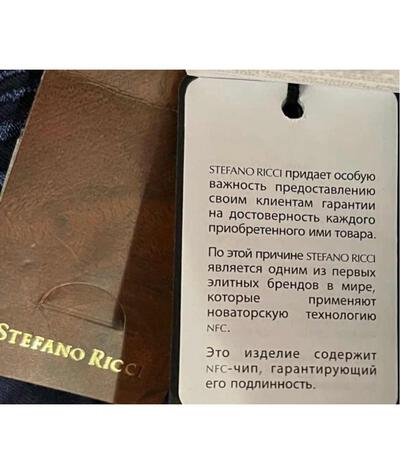 STEFANO RICCI
STEFANO RICCI придает особую
важность предоставлению
своим клиентам гарантии
на достоверность каждого
приобретенного ими товара.
По этой причине STEFANO RICCI
является одним из первых
элитных брендов в мире,
которые применяют
новаторскую технологию
NFC.
Это изделие содержит
NFC-чип, гарантирующий
его подлинность.